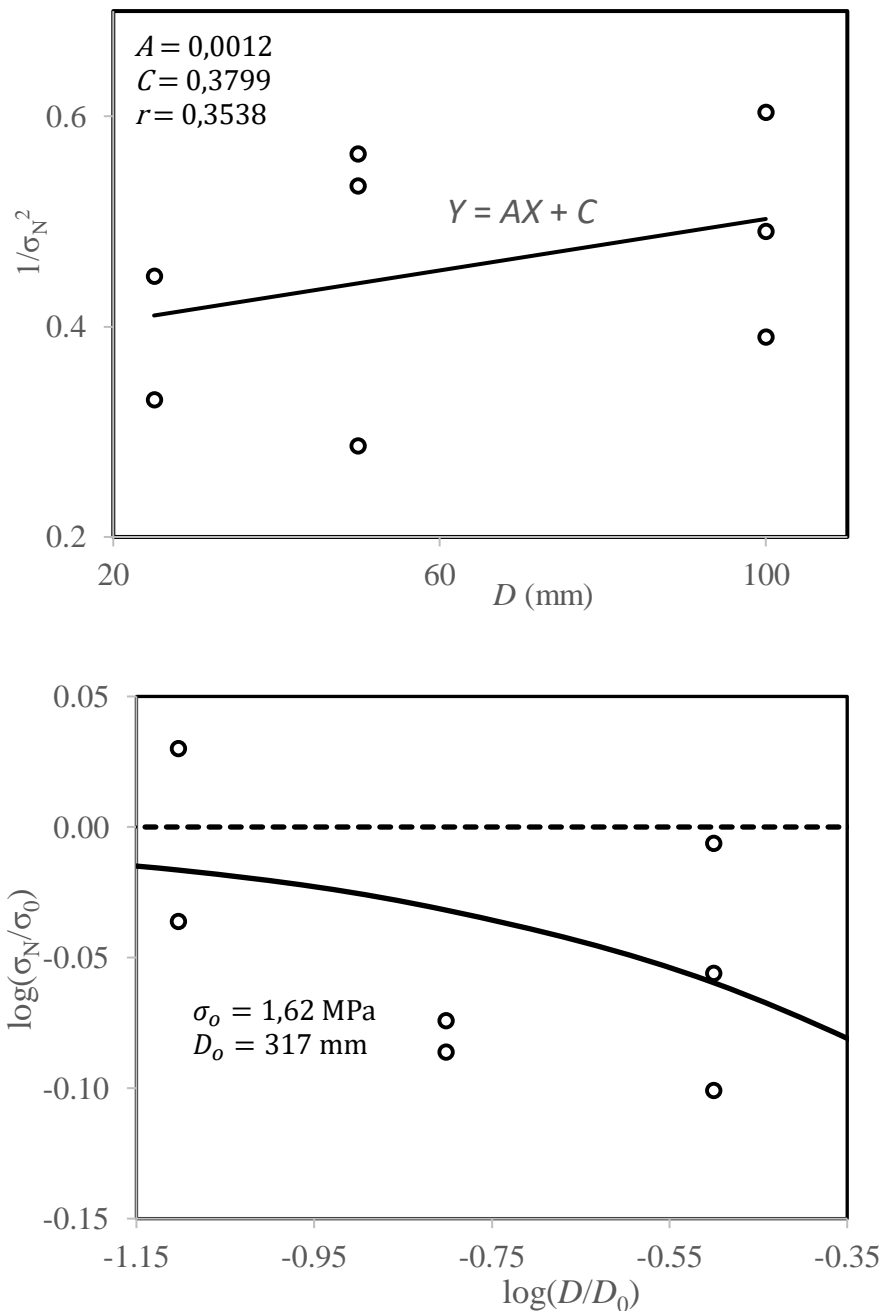 A = 0,0012
C = 0,3799
r = 0,3538
0.6
0.4
0.2
1/σN²
Y = AX + C
20
60
100
D (mm)
0.05
0.00
-0.05
-0.10
-0.15
log(σN/σ0)
σo = 1,62 MPa
Do = 317 mm
-1.15
-0.95
-0.75
-0.55
-0.35
log(D/D0)